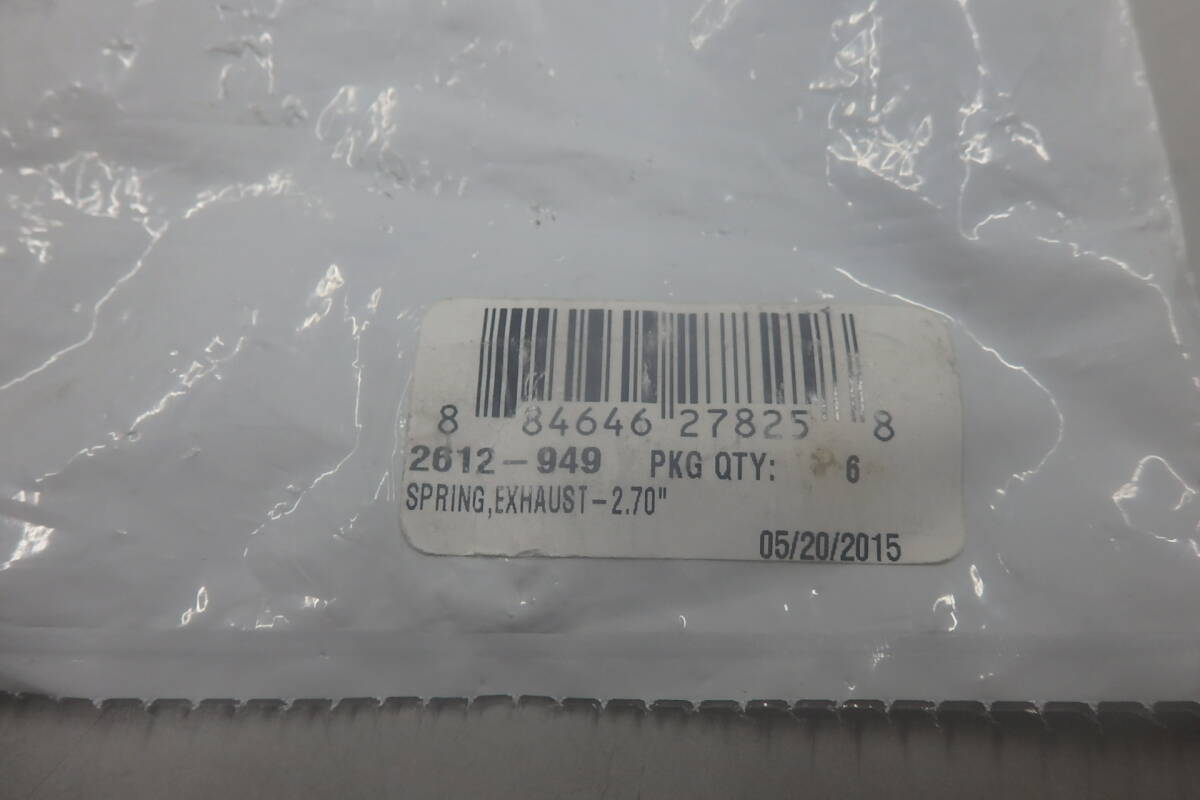 8 84646 27825 8
2612-949 PKG QTY: 6
SPRING,EXHAUST-2.70"
05/20/2015